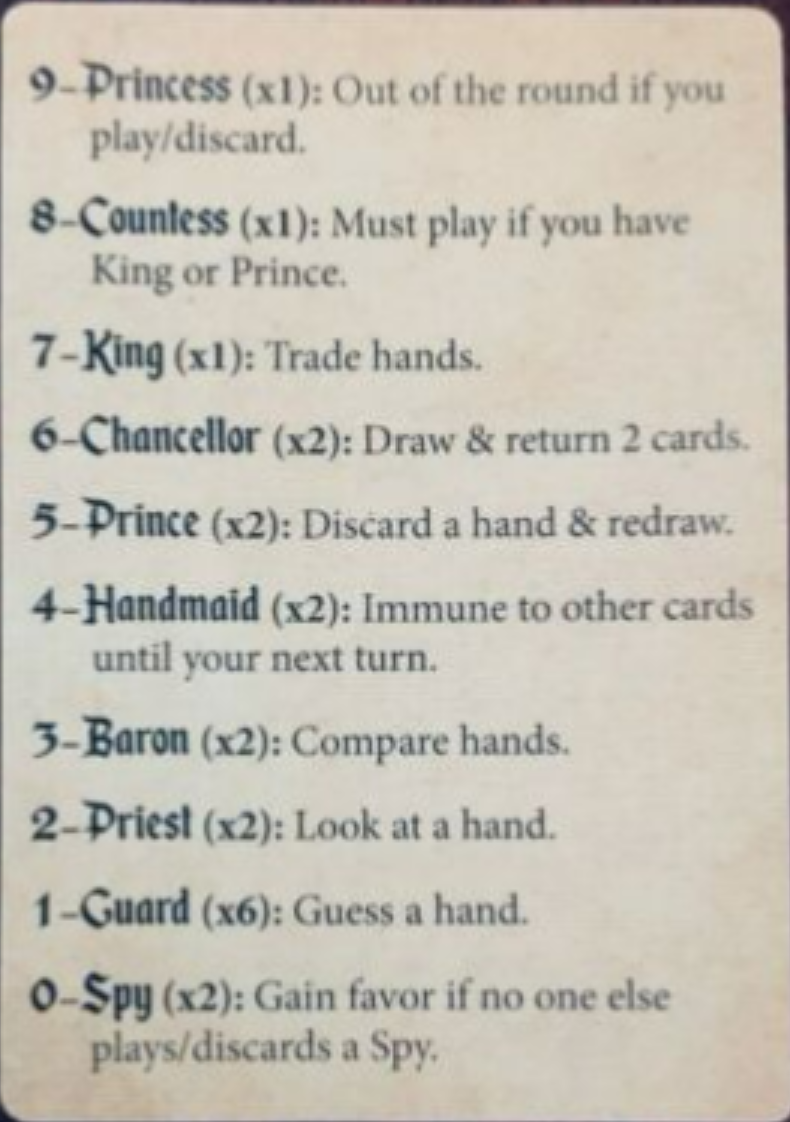 9–Princess (x1): Out of the round if you
play/discard.
8–Countess (x1): Must play if you have
King or Prince.
7–King (x1): Trade hands.
6–Chancellor (x2): Draw & return 2 cards.
5–Prince (x2): Discard a hand & redraw.
4–Handmaid (x2): Immune to other cards
until your next turn.
3–Baron (x2): Compare hands.
2–Priest (x2): Look at a hand.
1–Guard (x6): Guess a hand.
0–Spy (x2): Gain favor if no one else
plays/discards a Spy.